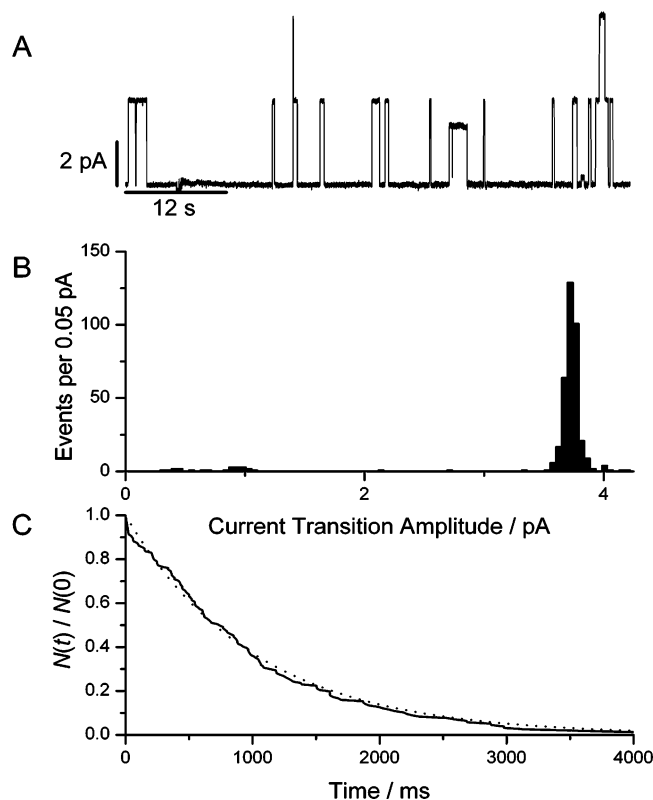 A
2 pA
12 s
B
150
100
50
0
Events per 0.05 pA
0
2
4
Current Transition Amplitude / pA
C
1.0
0.8
0.6
0.4
0.2
0.0
N(t) / N(0)
0
1000
2000
3000
4000
Time / ms